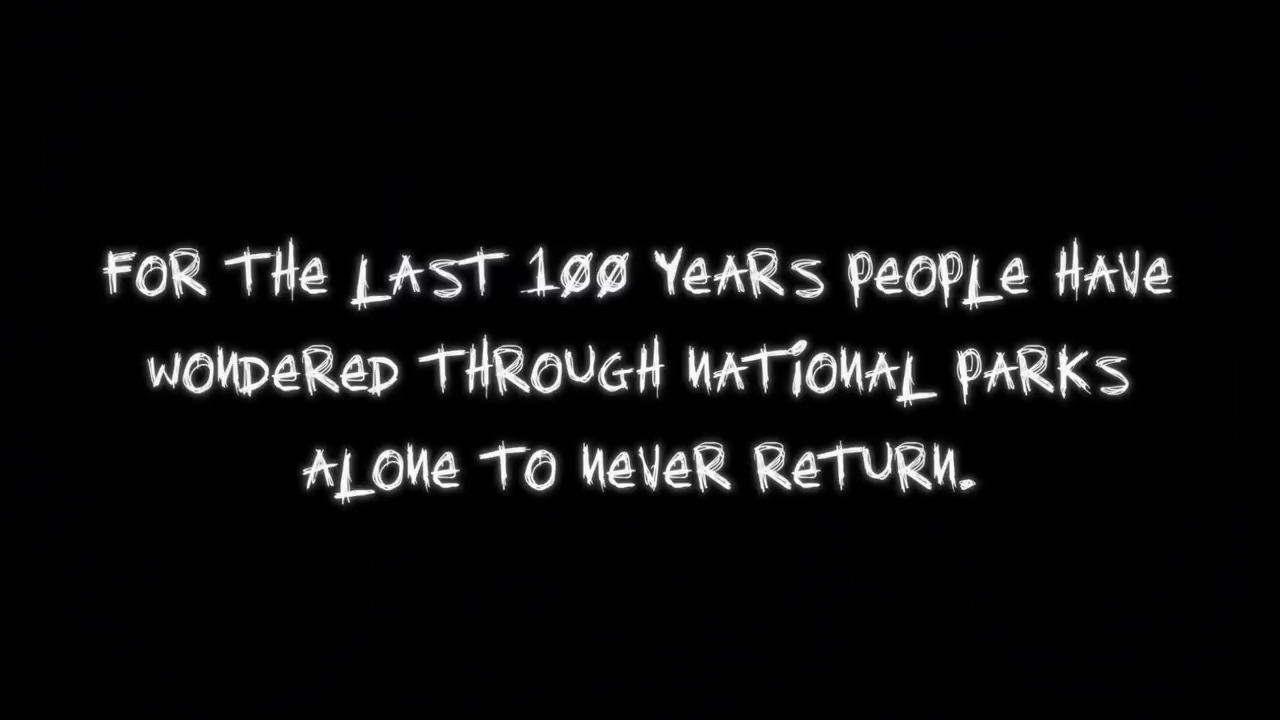 FOR THE LAST 100 YEARS PEOPLE HAVE
WONDERED THROUGH NATIONAL PARKS
ALONE TO NEVER RETURN.